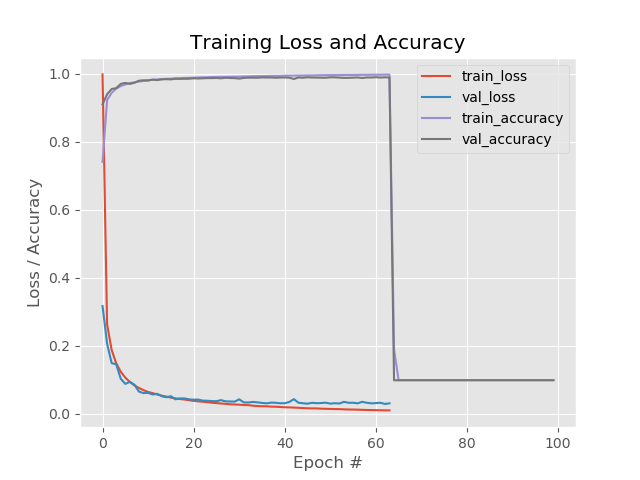 Training Loss and Accuracy
train_loss
val_loss
train_accuracy
val_accuracy
1.0
0.8
0.6
0.4
0.2
0.0
Loss / Accuracy
0 20 40 60 80 100
Epoch #